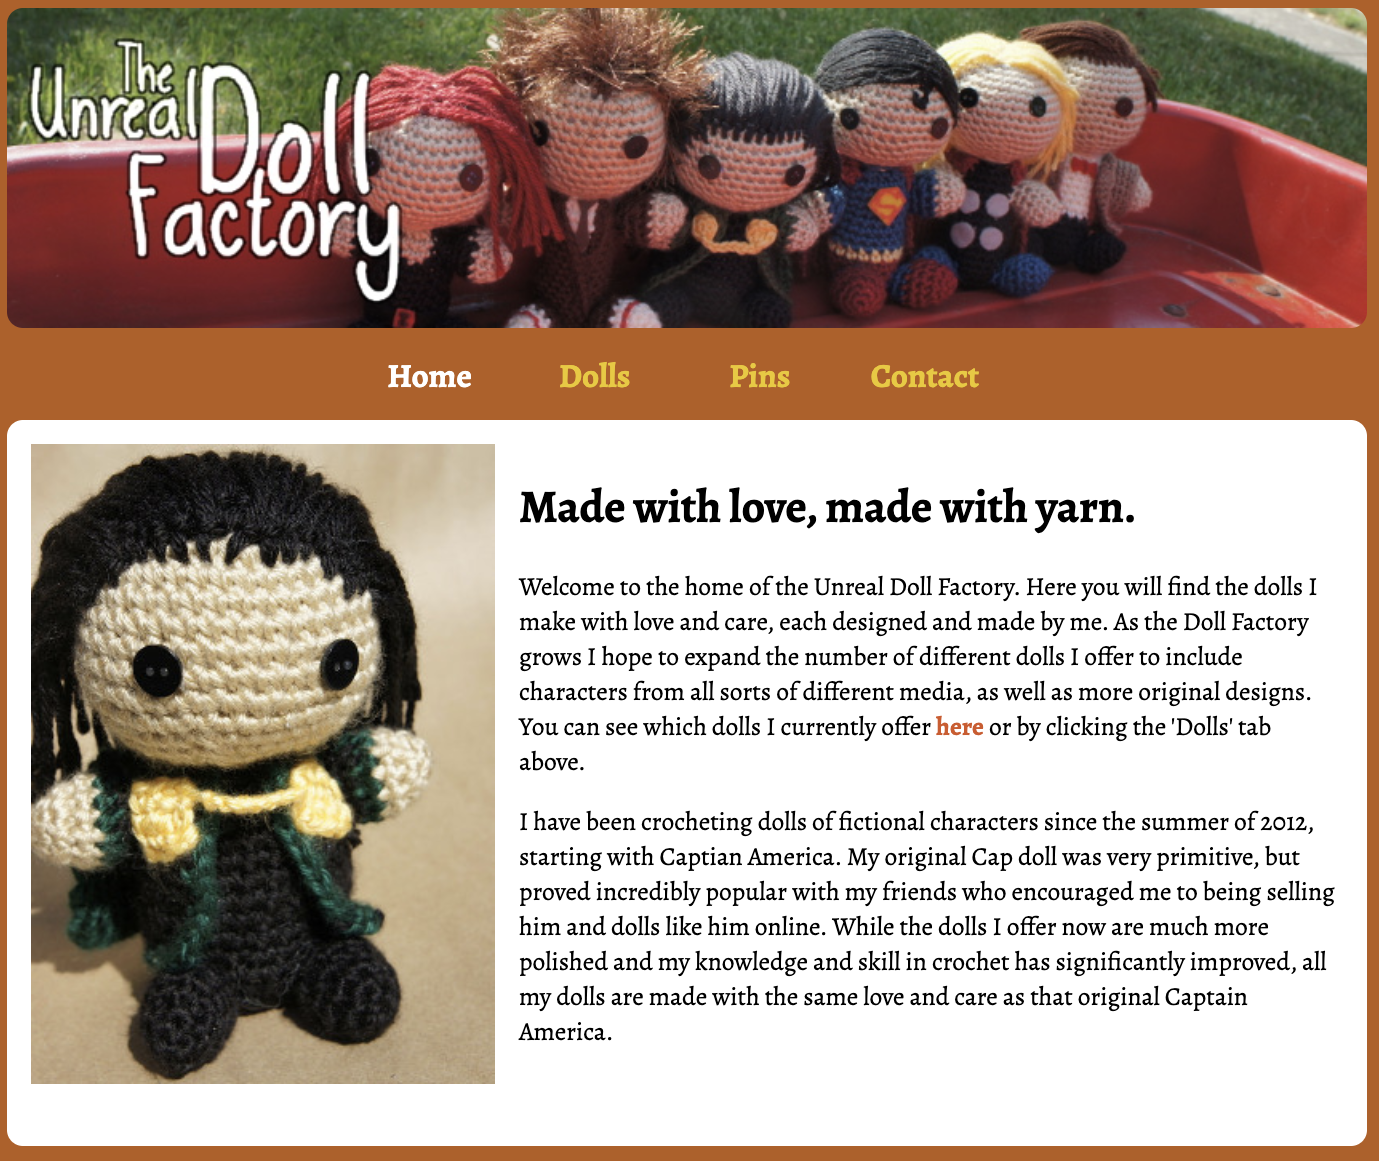 The
Unreal Doll
Factory
Home Dolls Pins Contact
Made with love, made with yarn.
Welcome to the home of the Unreal Doll Factory. Here you will find the dolls I
make with love and care, each designed and made by me. As the Doll Factory
grows I hope to expand the number of different dolls I offer to include
characters from all sorts of different media, as well as more original designs.
You can see which dolls I currently offer here or by clicking the 'Dolls' tab
above.
I have been crocheting dolls of fictional characters since the summer of 2012,
starting with Captian America. My original Cap doll was very primitive, but
proved incredibly popular with my friends who encouraged me to being selling
him and dolls like him online. While the dolls I offer now are much more
polished and my knowledge and skill in crochet has significantly improved, all
my dolls are made with the same love and care as that original Captain
America.